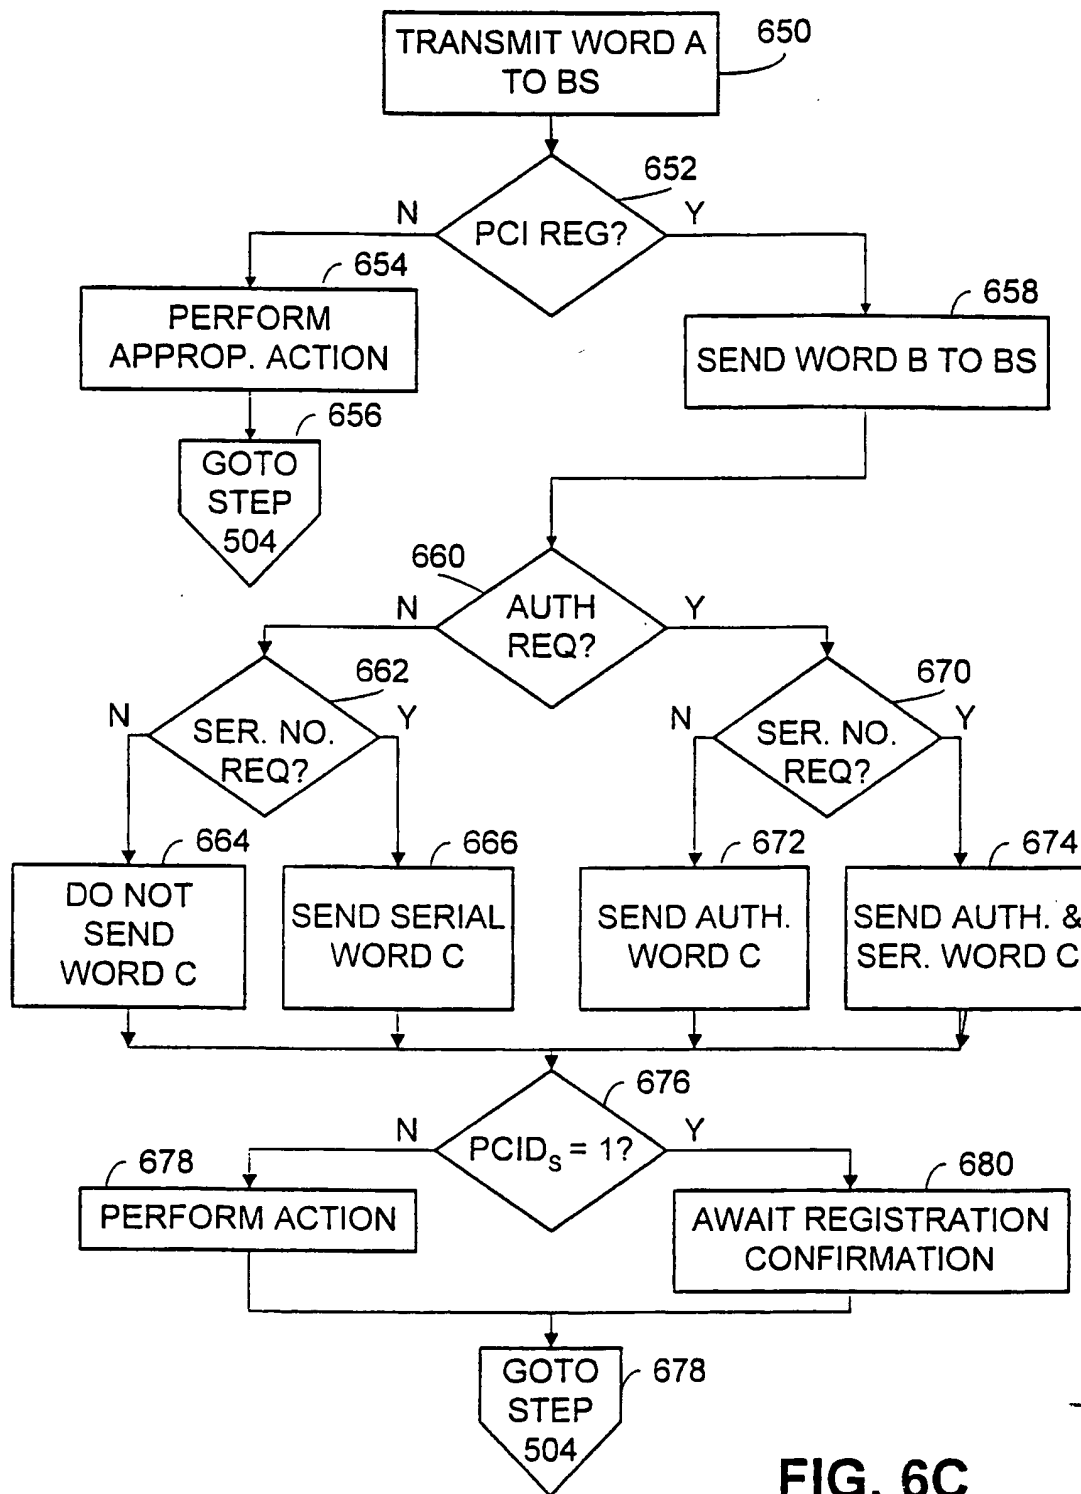 TRANSMIT WORD A
TO BS
650
652
N
PCI REG?
Y
654
PERFORM
APPROP. ACTION
658
SEND WORD B TO BS
656
GOTO
STEP
504
660
N
AUTH
REQ?
Y
662
N
SER. NO.
REQ?
Y
670
N
SER. NO.
REQ?
Y
664
DO NOT
SEND
WORD C
666
SEND SERIAL
WORD C
672
SEND AUTH.
WORD C
674
SEND AUTH. &
SER. WORD C
676
N
PCIDs = 1?
Y
678
PERFORM ACTION
680
AWAIT REGISTRATION
CONFIRMATION
GOTO
STEP
504
678
FIG. 6C